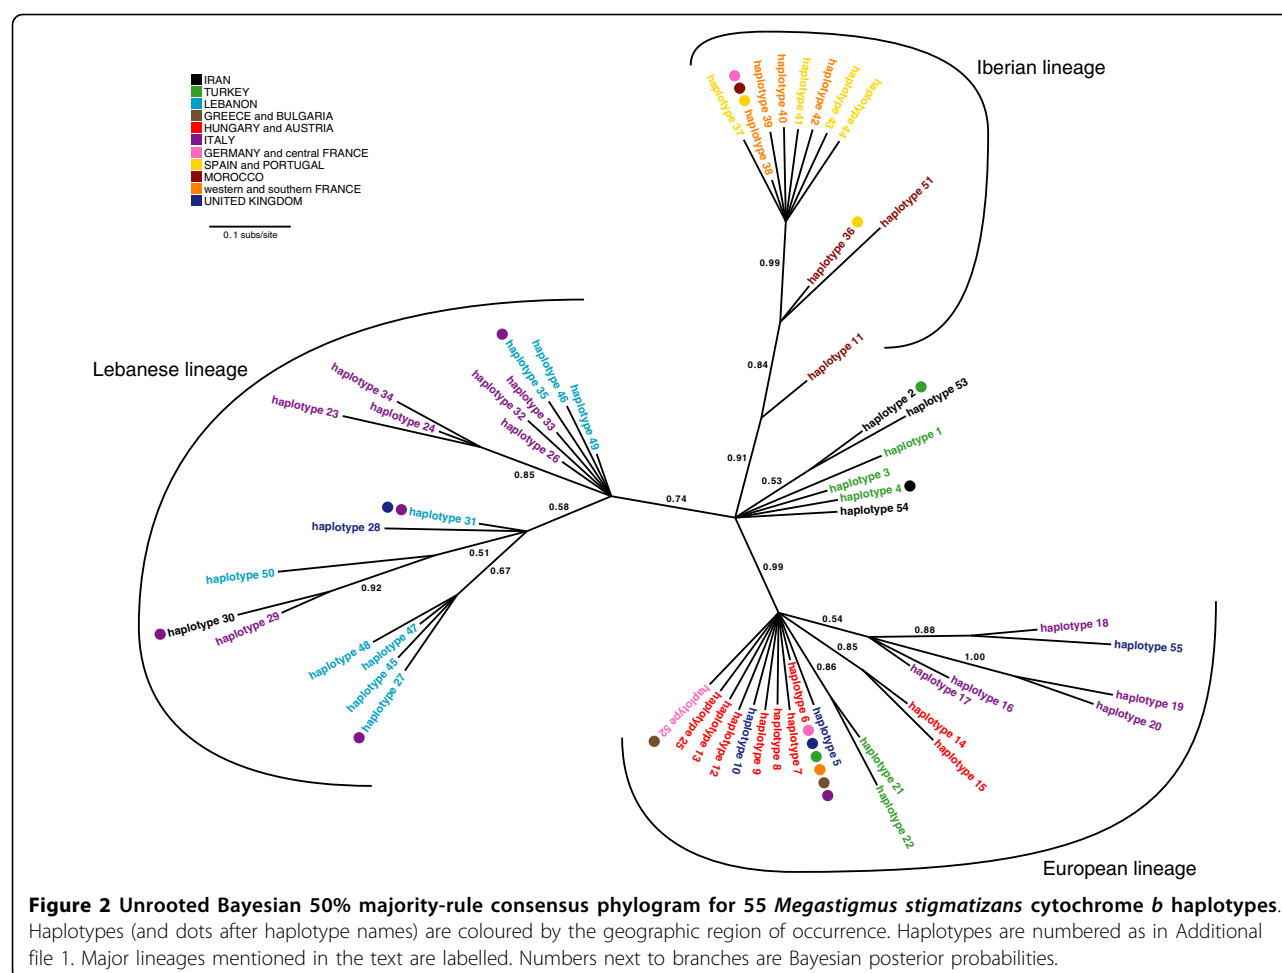 IRAN
TURKEY
LEBANON
GREECE and BULGARIA
HUNGARY and AUSTRIA
ITALY
GERMANY and central FRANCE
SPAIN and PORTUGAL
MOROCCO
western and southern FRANCE
UNITED KINGDOM
0.1 subs/site
Iberian lineage
haplotype 37
haplotype 38
haplotype 39
haplotype 40
haplotype 41
haplotype 42
haplotype 43
haplotype 44
haplotype 36
haplotype 51
0.99
0.84
haplotype 11
0.91
haplotype 2
haplotype 53
haplotype 1
0.53
haplotype 3
haplotype 4
haplotype 54
Lebanese lineage
haplotype 34
haplotype 23
haplotype 24
haplotype 35
haplotype 46
haplotype 49
haplotype 33
haplotype 32
haplotype 26
0.85
0.74
0.58
haplotype 31
haplotype 28
0.51
haplotype 50
0.92
0.67
haplotype 30
haplotype 29
haplotype 48
haplotype 47
haplotype 45
haplotype 27
0.99
0.54
0.88
haplotype 18
haplotype 55
0.85
1.00
0.86
haplotype 17
haplotype 16
haplotype 19
haplotype 20
haplotype 14
haplotype 15
haplotype 52
haplotype 25
haplotype 13
haplotype 12
haplotype 10
haplotype 9
haplotype 8
haplotype 7
haplotype 6
haplotype 5
haplotype 21
haplotype 22
European lineage
Figure 2 Unrooted Bayesian 50% majority-rule consensus phylogram for 55 Megastigmus stigmatizans cytochrome b haplotypes.
Haplotypes (and dots after haplotype names) are coloured by the geographic region of occurrence. Haplotypes are numbered as in Additional
file 1. Major lineages mentioned in the text are labelled. Numbers next to branches are Bayesian posterior probabilities.